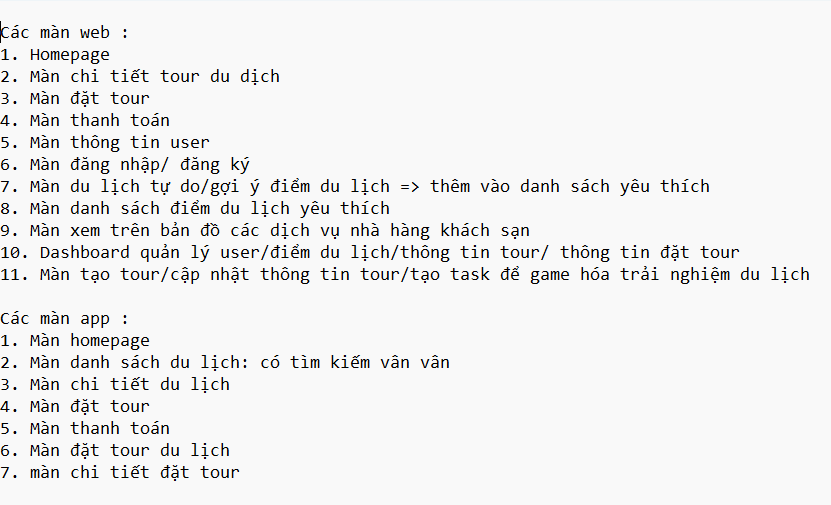 Các màn web :
1. Homepage
2. Màn chi tiết tour du dịch
3. Màn đặt tour
4. Màn thanh toán
5. Màn thông tin user
6. Màn đăng nhập/ đăng ký
7. Màn du lịch tự do/gợi ý điểm du lịch => thêm vào danh sách yêu thích
8. Màn danh sách điểm du lịch yêu thích
9. Màn xem trên bản đồ các dịch vụ nhà hàng khách sạn
10. Dashboard quản lý user/điểm du lịch/thông tin tour/ thông tin đặt tour
11. Màn tạo tour/cập nhật thông tin tour/tạo task để game hóa trải nghiệm du lịch
Các màn app :
1. Màn homepage
2. Màn danh sách du lịch: có tìm kiếm vân vân
3. Màn chi tiết du lịch
4. Màn đặt tour
5. Màn thanh toán
6. Màn đặt tour du lịch
7. màn chi tiết đặt tour